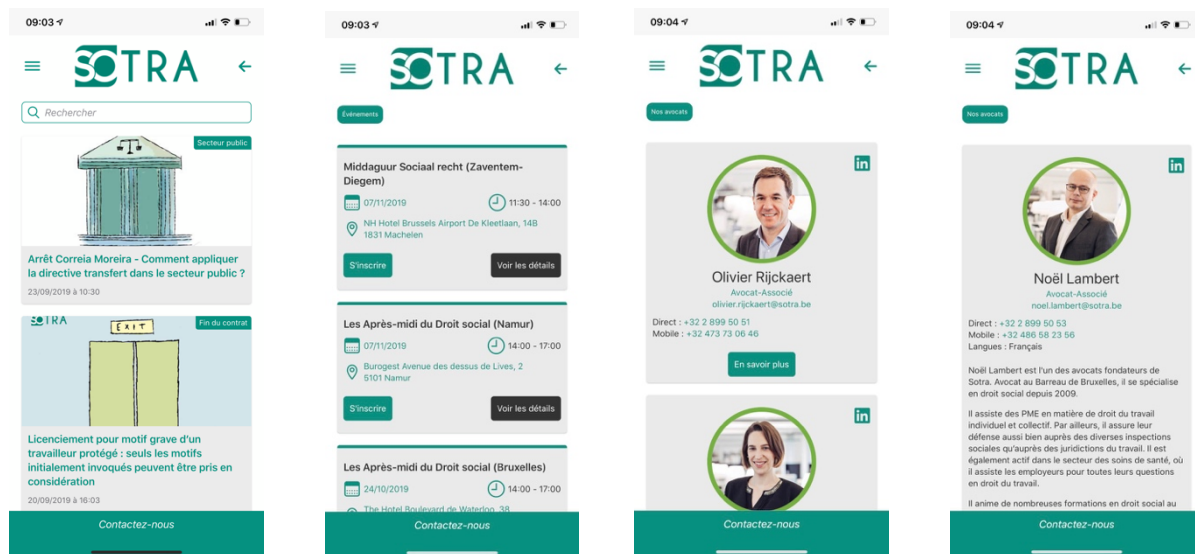 09:03
SOTRA
Rechercher
Secteur public
Arrêt Correia Moreira - Comment appliquer
la directive transfert dans le secteur public ?
23/09/2019 à 10:30
SOTRA
EXIT
Fin du contrat
Licenciement pour motif grave d'un
travailleur protégé : seuls les motifs
initialement invoqués peuvent être pris en
considération
20/09/2019 à 16:03
Contactez-nous
09:03
SOTRA
Évènements
Middaguur Sociaal recht (Zaventem-
Diegem)
07/11/2019 11:30 - 14:00
NH Hotel Brussels Airport De Kleetlaan, 14B
1831 Machelen
S'inscrire Voir les détails
Les Après-midi du Droit social (Namur)
07/11/2019 14:00 - 17:00
Burogest Avenue des dessus de Lives, 2
5101 Namur
S'inscrire Voir les détails
Les Après-midi du Droit social (Bruxelles)
24/10/2019 14:00 - 17:00
The Hotel Boulevard de Waterloo, 38
Contactez-nous
09:04
SOTRA
Nos avocats
in
Olivier Rijckaert
Avocat-Associé
olivier.rijckaert@sotra.be
Direct : +32 2 899 50 51
Mobile : +32 473 73 06 46
En savoir plus
in
Contactez-nous
09:04
SOTRA
Nos avocats
in
Noël Lambert
Avocat-Associé
noel.lambert@sotra.be
Direct : +32 2 899 50 53
Mobile : +32 486 58 23 56
Langues : Français
Noël Lambert est l'un des avocats fondateurs de
Sotra. Avocat au Barreau de Bruxelles, il se spécialise
en droit social depuis 2009.
Il assiste des PME en matière de droit du travail
individuel et collectif. Par ailleurs, il assure leur
défense aussi bien auprès des diverses inspections
sociales qu'auprès des juridictions du travail. Il est
également actif dans le secteur des soins de santé, où
il assiste les employeurs pour toutes leurs questions
en droit du travail.
Il anime de nombreuses formations en droit social au
Contactez-nous